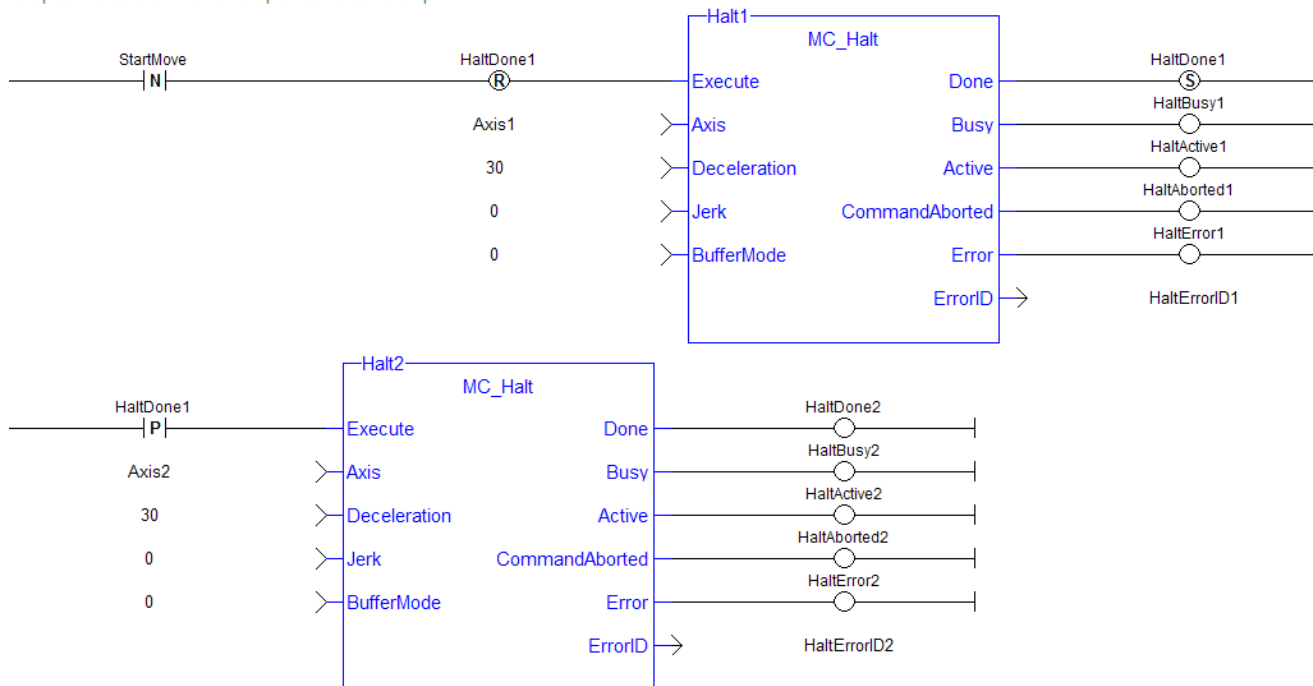 Halt1
MC_Halt
StartMove HaltDone1 HaltDone1
N R Execute Done S
HaltBusy1
Axis1 Axis Busy
HaltActive1
30 Deceleration Active
HaltAborted1
0 Jerk CommandAborted
HaltError1
0 BufferMode Error
ErrorID HaltErrorID1
Halt2
MC_Halt
HaltDone1 HaltDone2
P Execute Done
HaltBusy2
Axis2 Axis Busy
HaltActive2
30 Deceleration Active
HaltAborted2
0 Jerk CommandAborted
HaltError2
0 BufferMode Error
ErrorID HaltErrorID2